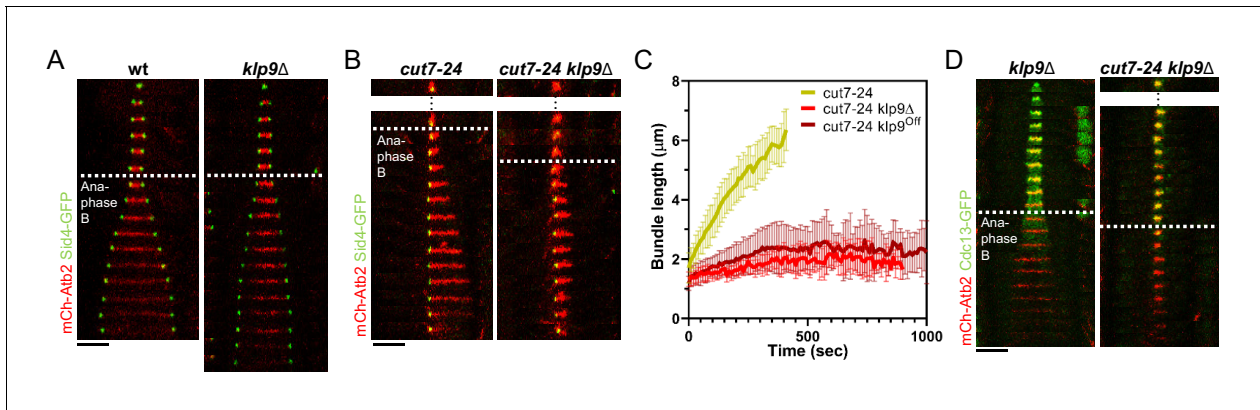 A
wt
klp9Δ
mCh-Atb2 Sid4-GFP
Ana-
phase
B
B
cut7-24
cut7-24 klp9Δ
mCh-Atb2 Sid4-GFP
Ana-
phase
B
C
Bundle length (μm)
8
6
4
2
0
0
500
1000
Time (sec)
cut7-24
cut7-24 klp9Δ
cut7-24 klp9Off
D
klp9Δ
cut7-24 klp9Δ
mCh-Atb2 Cdc13-GFP
Ana-
phase
B